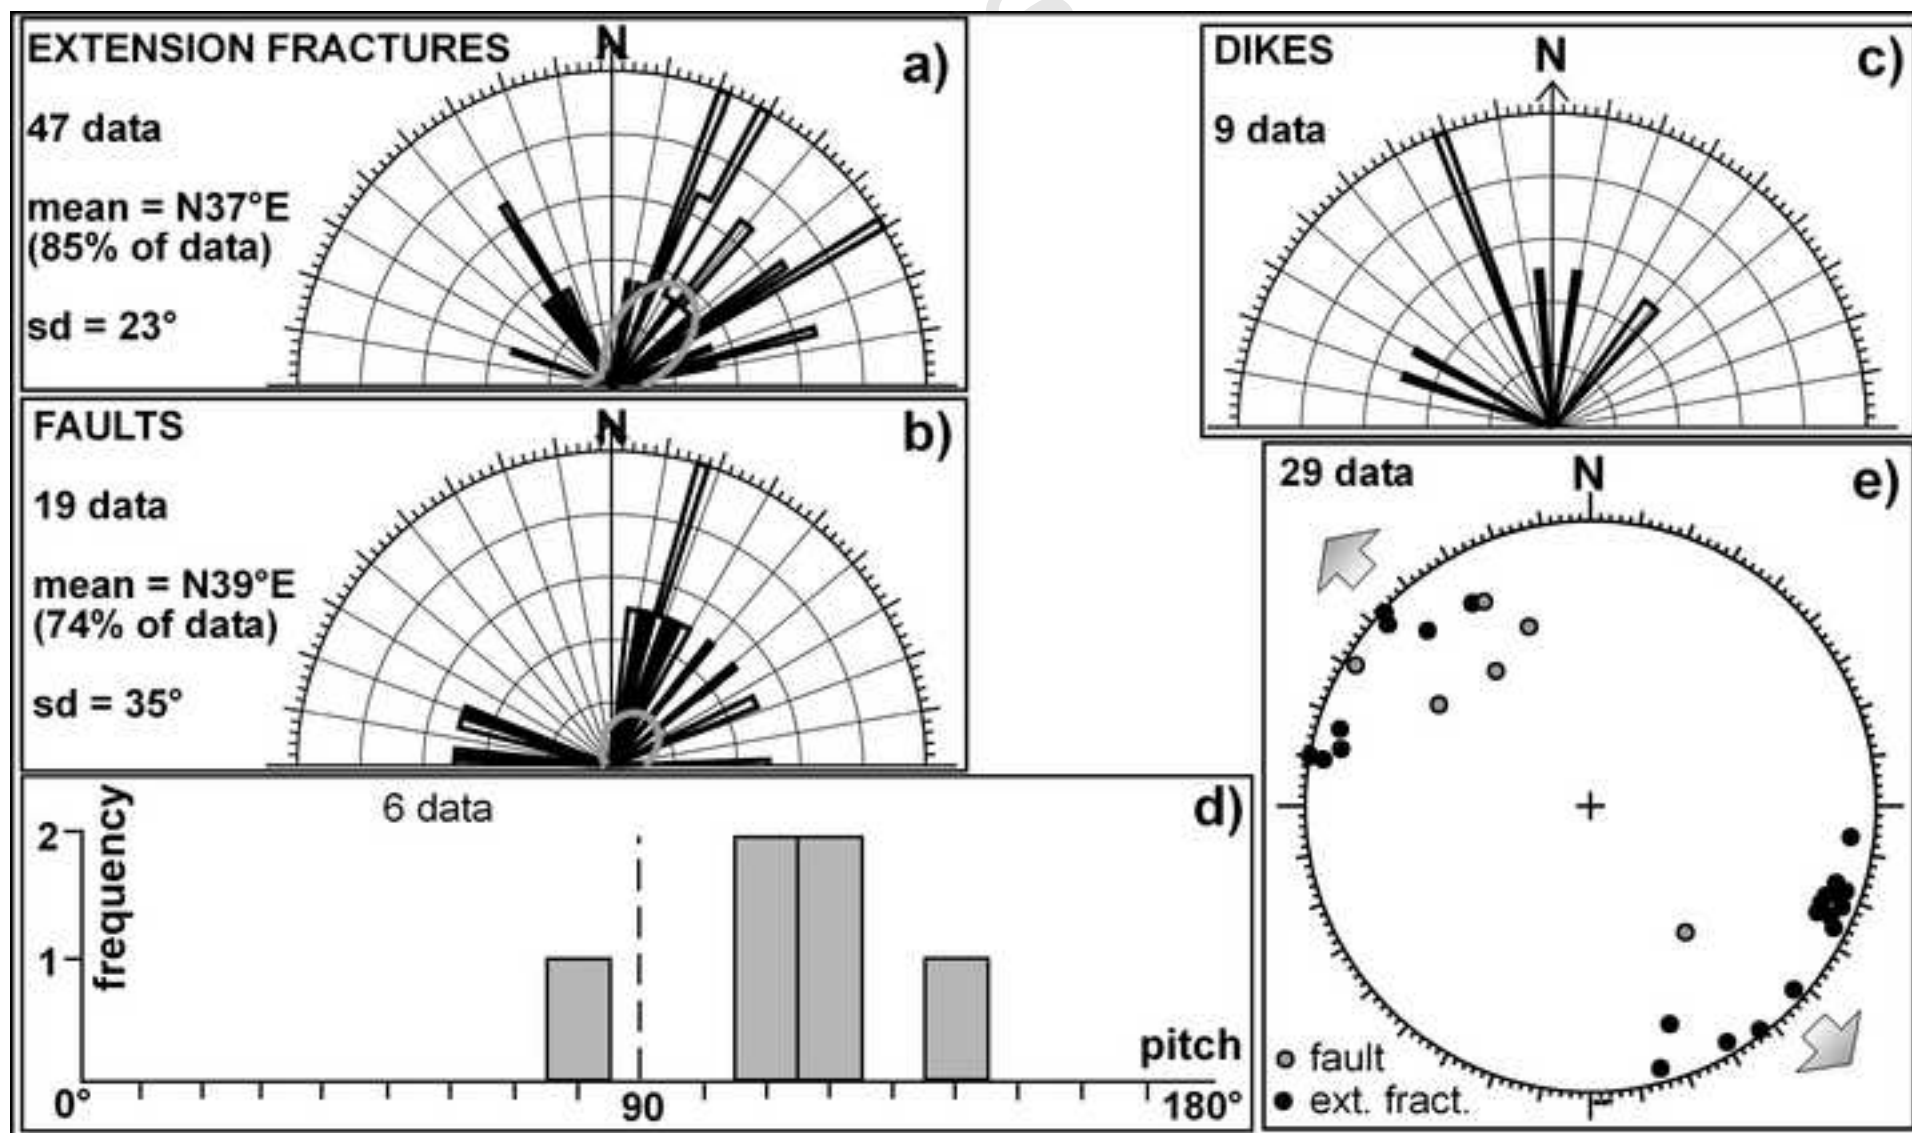 EXTENSION FRACTURES
N
a)
47 data
mean = N37°E
(85% of data)
sd = 23°
FAULTS
N
b)
19 data
mean = N39°E
(74% of data)
sd = 35°
DIKES
N
c)
9 data
6 data
d)
frequency
2
1
pitch
0°
90
180°
29 data
N
e)
fault
ext. fract.